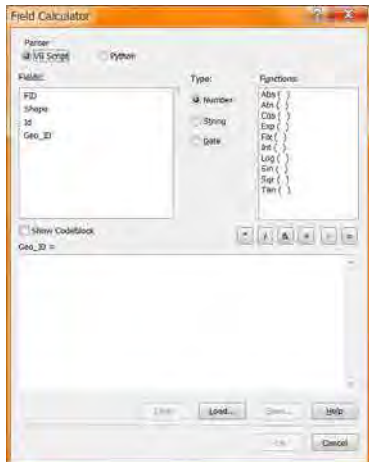 Field Calculator
Parser
VB Script Python
Fields: Type: Functions:
FID
Shape
Id
Geo_ID
Number
String
Date
Abs ( )
Atn ( )
Cos ( )
Exp ( )
Fix ( )
Int ( )
Log ( )
Sin ( )
Sqr ( )
Tan ( )
Show Codeblock
* / & + - =
Geo_ID =
Clear Load... Save... Help
OK Cancel